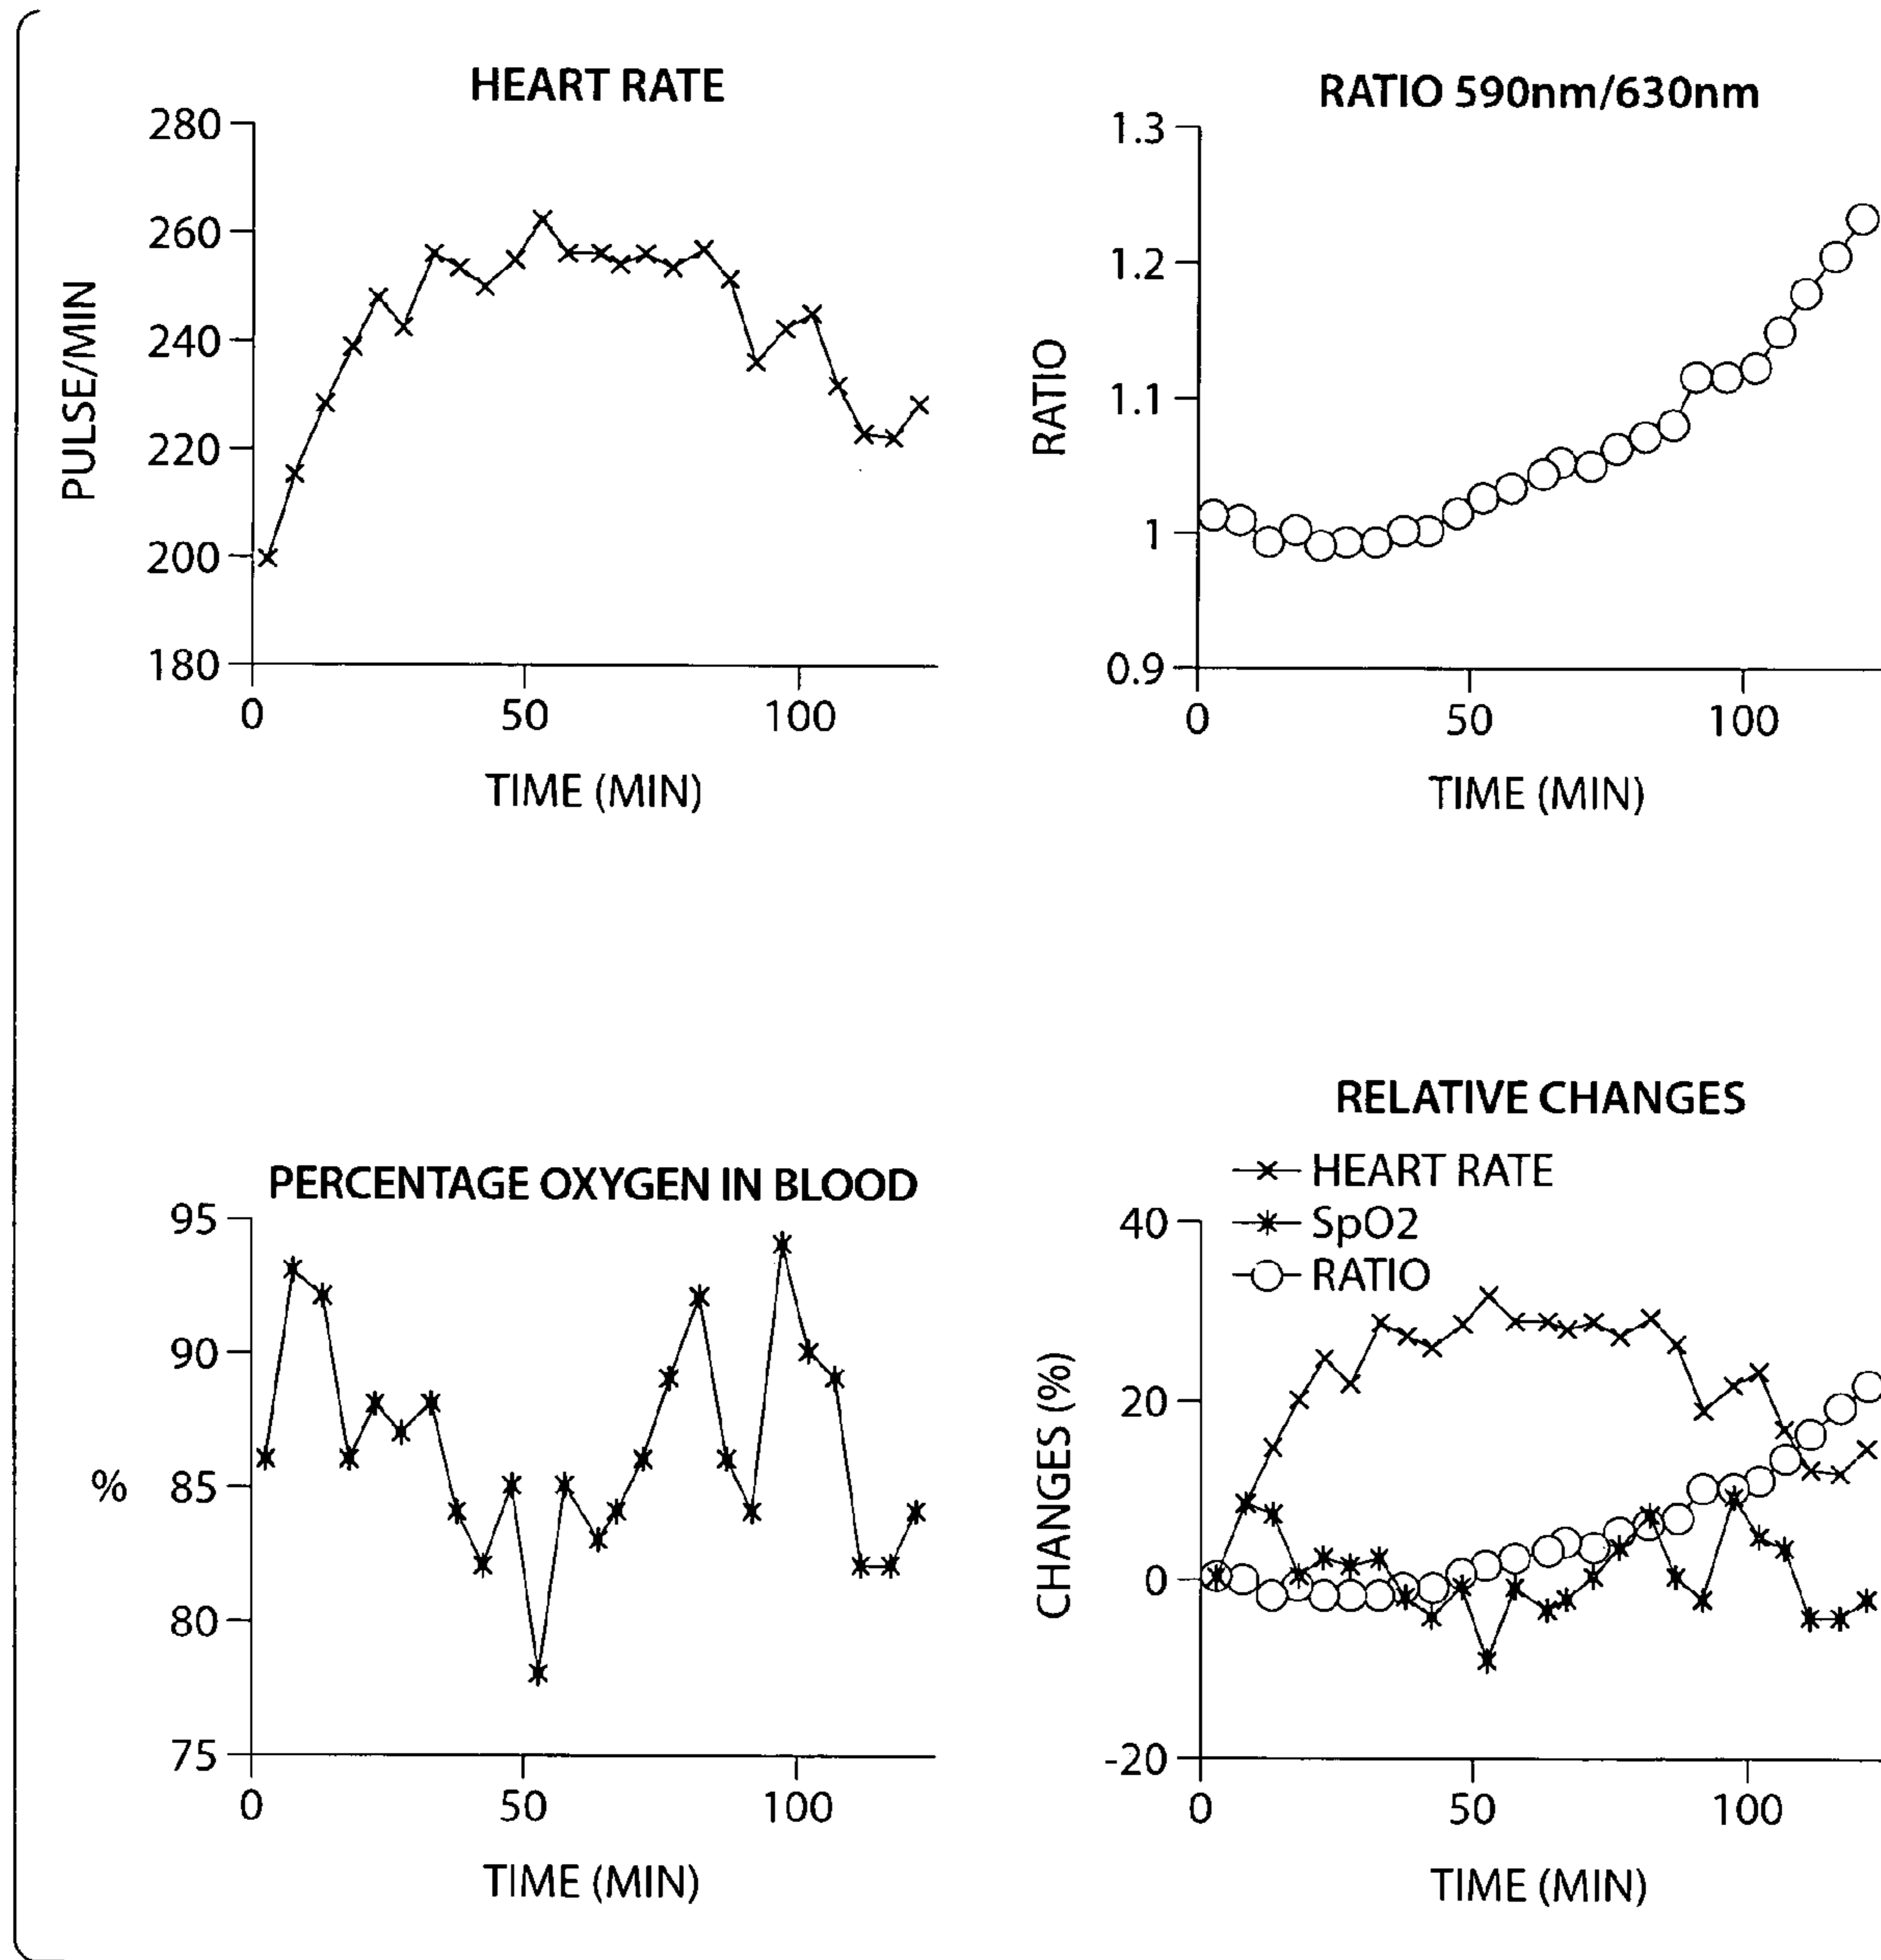 HEART RATE
280
260
240
220
200
180
PULSE/MIN
0 50 100
TIME (MIN)
RATIO 590nm/630nm
1.3
1.2
1.1
1
0.9
RATIO
0 50 100
TIME (MIN)
PERCENTAGE OXYGEN IN BLOOD
95
90
85
80
75
%
0 50 100
TIME (MIN)
RELATIVE CHANGES
HEART RATE
SpO2
RATIO
40
20
0
-20
CHANGES (%)
0 50 100
TIME (MIN)